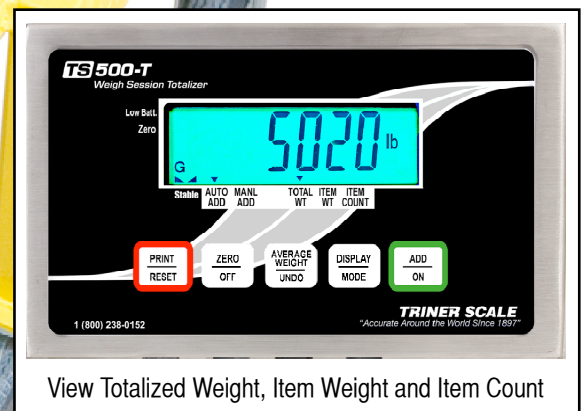 TS 500-T
Weigh Session Totalizer
Low Batt.
Zero
5020 lb
G
Stable AUTO ADD MANL ADD TOTAL WT ITEM WT ITEM COUNT
PRINT RESET ZERO OFF AVERAGE WEIGHT UNDO DISPLAY MODE ADD ON
TRINER SCALE
1 (800) 238-0152 "Accurate Around the World Since 1897"
View Totalized Weight, Item Weight and Item Count